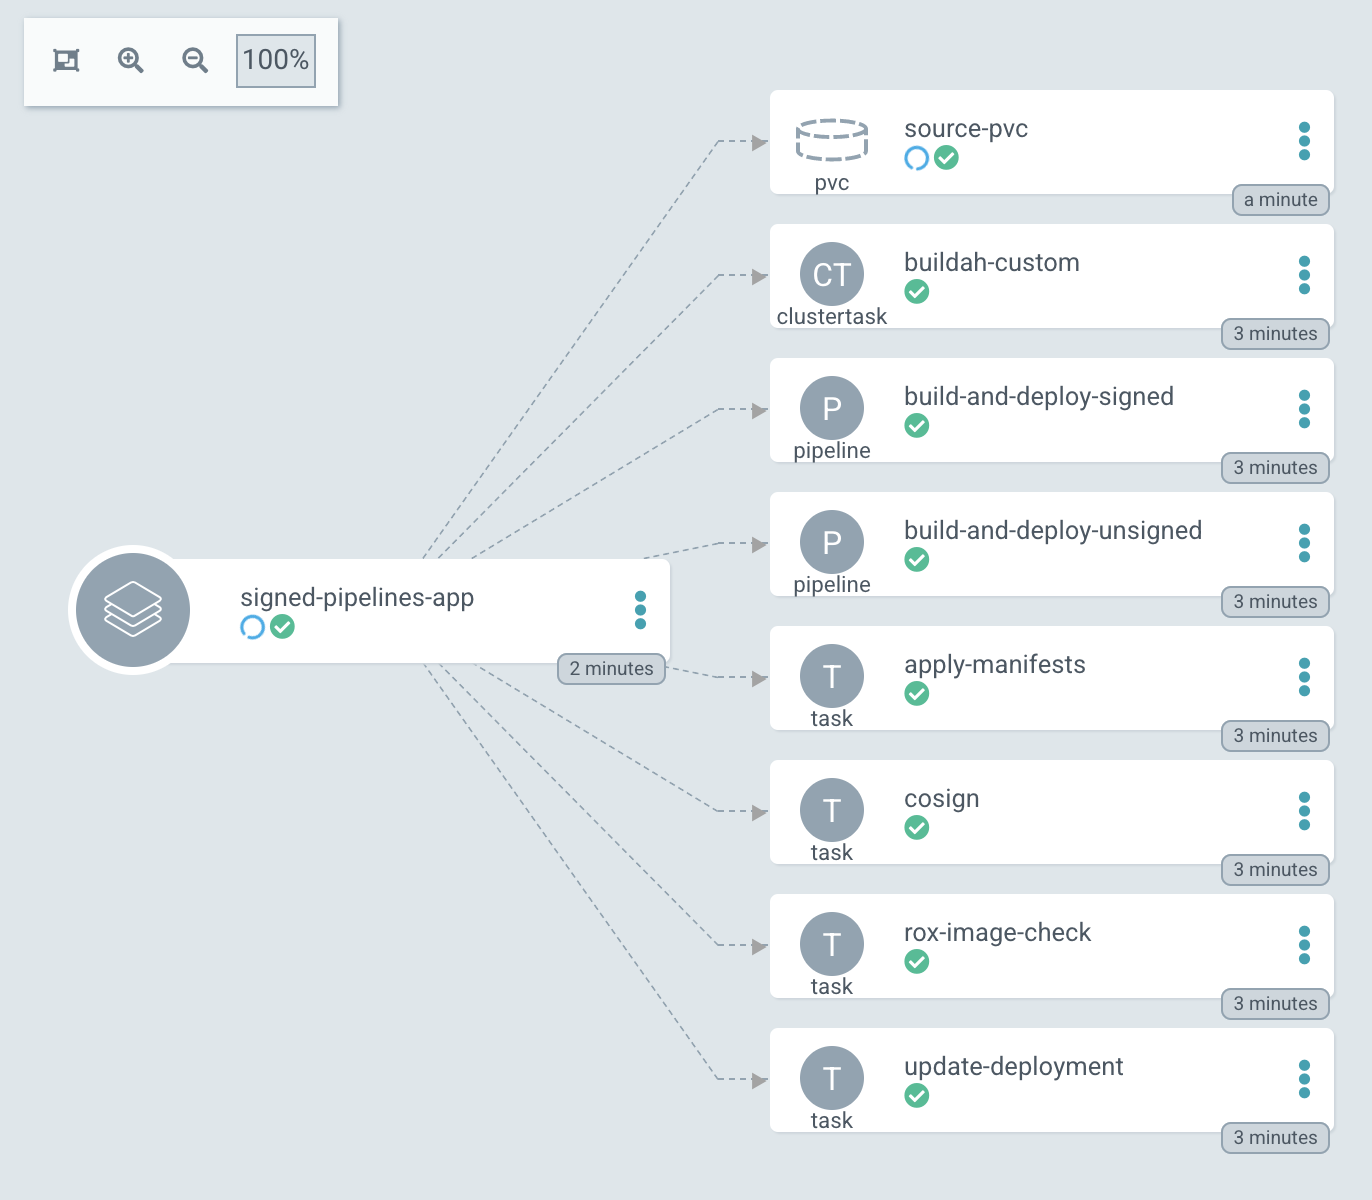 100%
source-pvc
pvc
a minute
CT
buildah-custom
clustertask
3 minutes
P
build-and-deploy-signed
pipeline
3 minutes
P
build-and-deploy-unsigned
pipeline
3 minutes
signed-pipelines-app
2 minutes
T
apply-manifests
task
3 minutes
T
cosign
task
3 minutes
T
rox-image-check
task
3 minutes
T
update-deployment
task
3 minutes